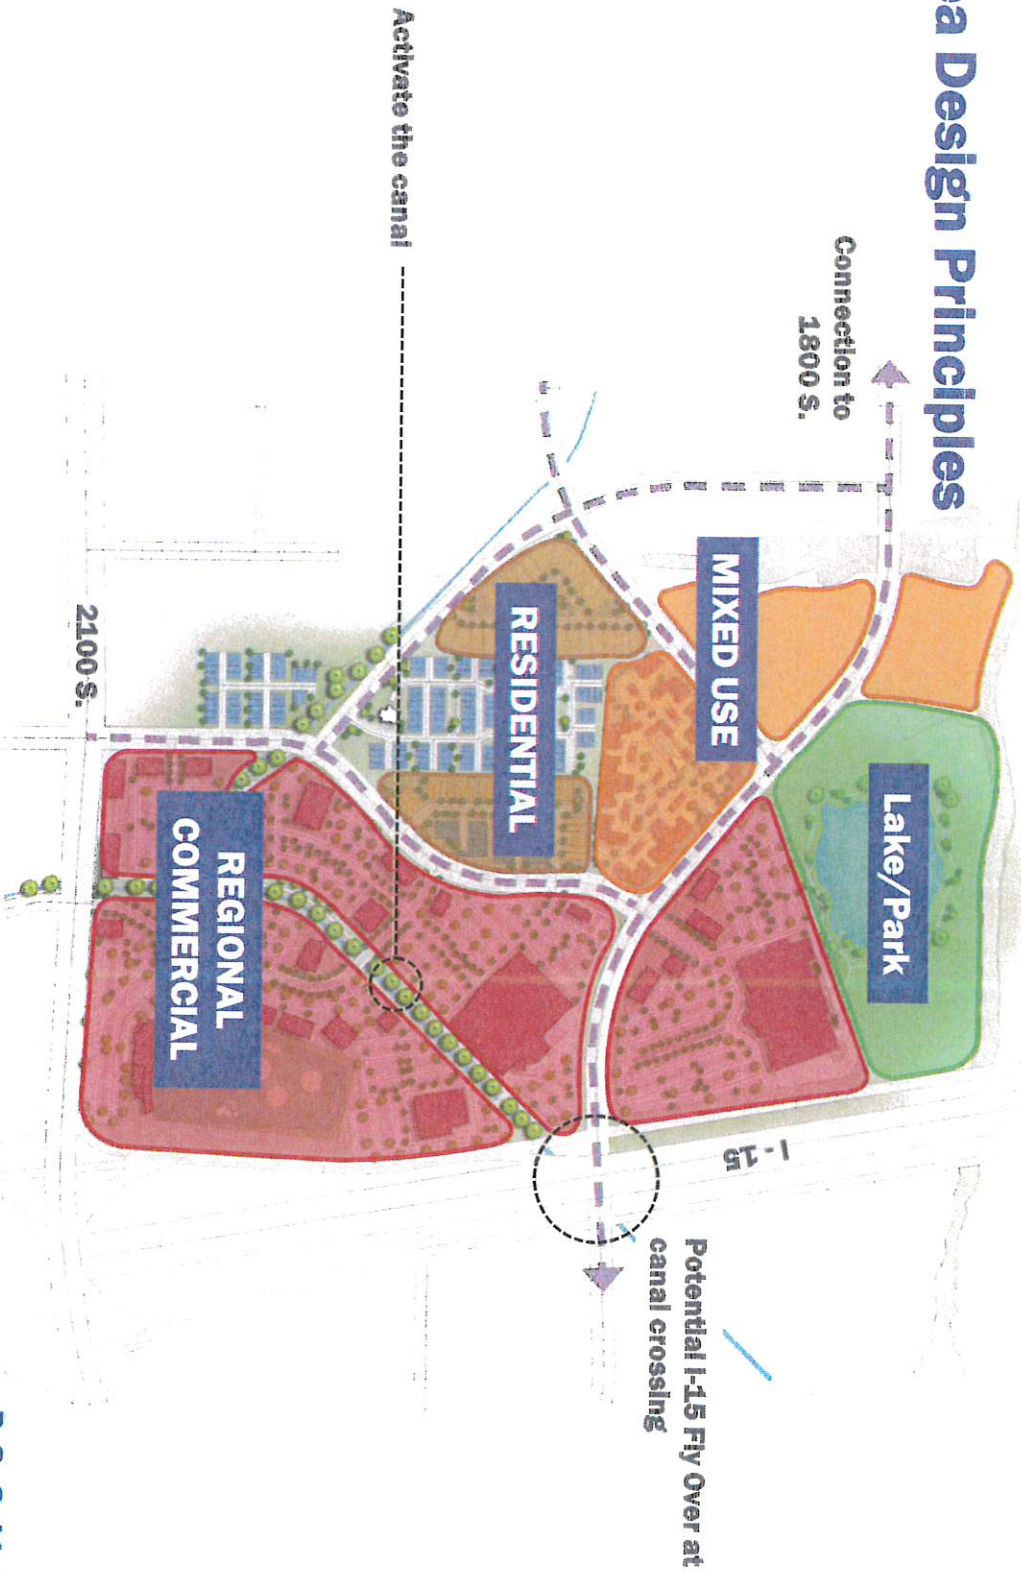 Design Principles
Connection to
1800 S.
Activate the canal
MIXED USE
Lake/Park
RESIDENTIAL
REGIONAL
COMMERCIAL
2100 S.
I - 15
Potential I-15 Fly Over at
canal crossing